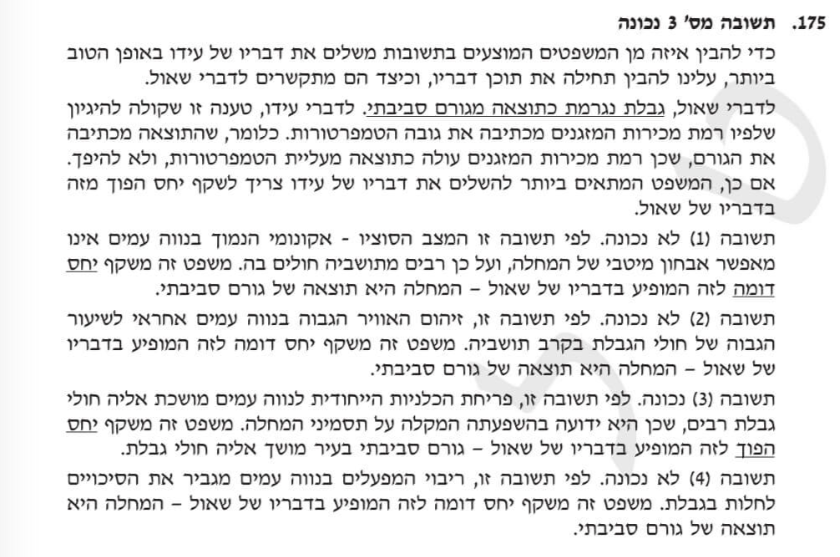 175. תשובה מס' 3 נכונה
כדי להבין איזה מן המשפטים המוצעים בתשובות משלים את דבריו של עידו באופן הטוב
ביותר, עלינו להבין תחילה את תוכן דבריו, וכיצד הם מתקשרים לדברי שאול.
לדברי שאול, גבלת נגרמת כתוצאה מגורם סביבתי. לדברי עידו, טענה זו שקולה להיגיון
שלפיו רמת מכירות המזגנים מכתיבה את גובה הטמפרטורות. כלומר, שהתוצאה מכתיבה
את הגורם, שכן רמת מכירות המזגנים עולה כתוצאה מעליית הטמפרטורות, ולא להיפך.
אם כן, המשפט המתאים ביותר להשלים את דבריו של עידו צריך לשקף יחס הפוך מזה
בדבריו של שאול.
תשובה (1) לא נכונה. לפי תשובה זו המצב הסוציו - אקונומי הנמוך בנווה עמים אינו
מאפשר אבחון מיטבי של המחלה, ועל כן רבים מתושביה חולים בה. משפט זה משקף יחס
דומה לזה המופיע בדבריו של שאול – המחלה היא תוצאה של גורם סביבתי.
תשובה (2) לא נכונה. לפי תשובה זו, זיהום האוויר הגבוה בנווה עמים אחראי לשיעור
הגבוה של חולי הגבלת בקרב תושביה. משפט זה משקף יחס דומה לזה המופיע בדבריו
של שאול – המחלה היא תוצאה של גורם סביבתי.
תשובה (3) נכונה. לפי תשובה זו, פריחת הכלניות הייחודית לנווה עמים מושכת אליה חולי
גבלת רבים, שכן היא ידועה בהשפעתה המקלה על תסמיני המחלה. משפט זה משקף יחס
הפוך לזה המופיע בדבריו של שאול – גורם סביבתי בעיר מושך אליה חולי גבלת.
תשובה (4) לא נכונה. לפי תשובה זו, ריבוי המפעלים בנווה עמים מגביר את הסיכויים
לחלות בגבלת. משפט זה משקף יחס דומה לזה המופיע בדבריו של שאול – המחלה היא
תוצאה של גורם סביבתי.